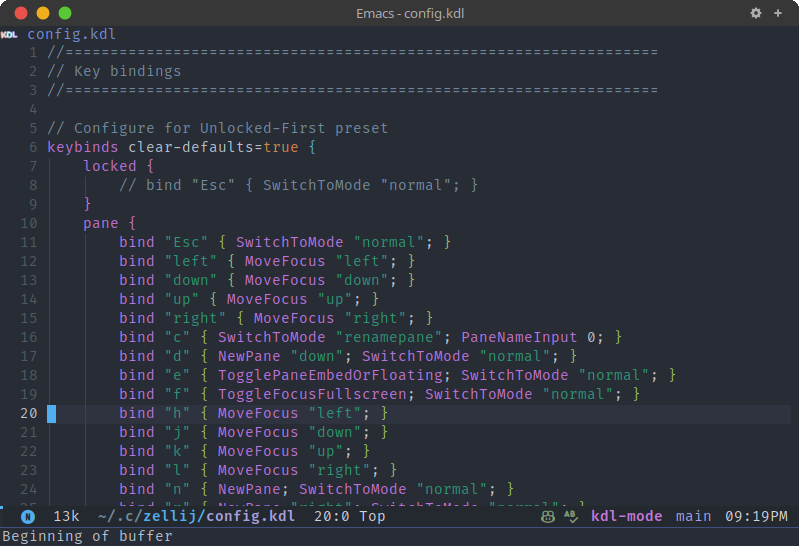 Emacs - config.kdl
KDL config.kdl
1 //==================================================================
2 // Key bindings
3 //==================================================================
4
5 // Configure for Unlocked-First preset
6 keybinds clear-defaults=true {
7     locked {
8         // bind "Esc" { SwitchToMode "normal"; }
9     }
10     pane {
11         bind "Esc" { SwitchToMode "normal"; }
12         bind "left" { MoveFocus "left"; }
13         bind "down" { MoveFocus "down"; }
14         bind "up" { MoveFocus "up"; }
15         bind "right" { MoveFocus "right"; }
16         bind "c" { SwitchToMode "renamepane"; PaneNameInput 0; }
17         bind "d" { NewPane "down"; SwitchToMode "normal"; }
18         bind "e" { TogglePaneEmbedOrFloating; SwitchToMode "normal"; }
19         bind "f" { ToggleFocusFullscreen; SwitchToMode "normal"; }
20         bind "h" { MoveFocus "left"; }
21         bind "j" { MoveFocus "down"; }
22         bind "k" { MoveFocus "up"; }
23         bind "l" { MoveFocus "right"; }
24         bind "n" { NewPane; SwitchToMode "normal"; }
N 13k ~/.c/zellij/config.kdl 20:0 Top kdl-mode main 09:19PM
Beginning of buffer